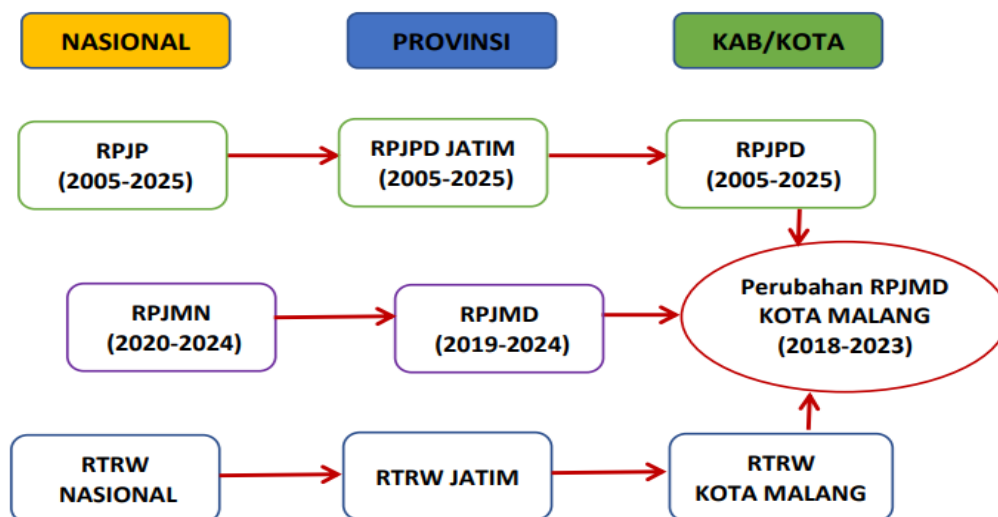 NASIONAL
PROVINSI
KAB/KOTA
RPJP
(2005-2025)
RPJPD JATIM
(2005-2025)
RPJPD
(2005-2025)
RPJMN
(2020-2024)
RPJMD
(2019-2024)
Perubahan RPJMD
KOTA MALANG
(2018-2023)
RTRW
NASIONAL
RTRW JATIM
RTRW
KOTA MALANG